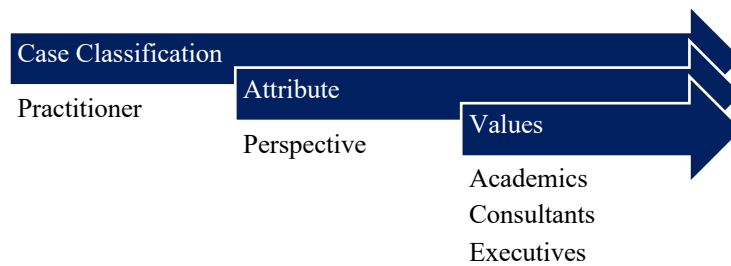 Case Classification
Practitioner
Attribute
Perspective
Values
Academics
Consultants
Executives